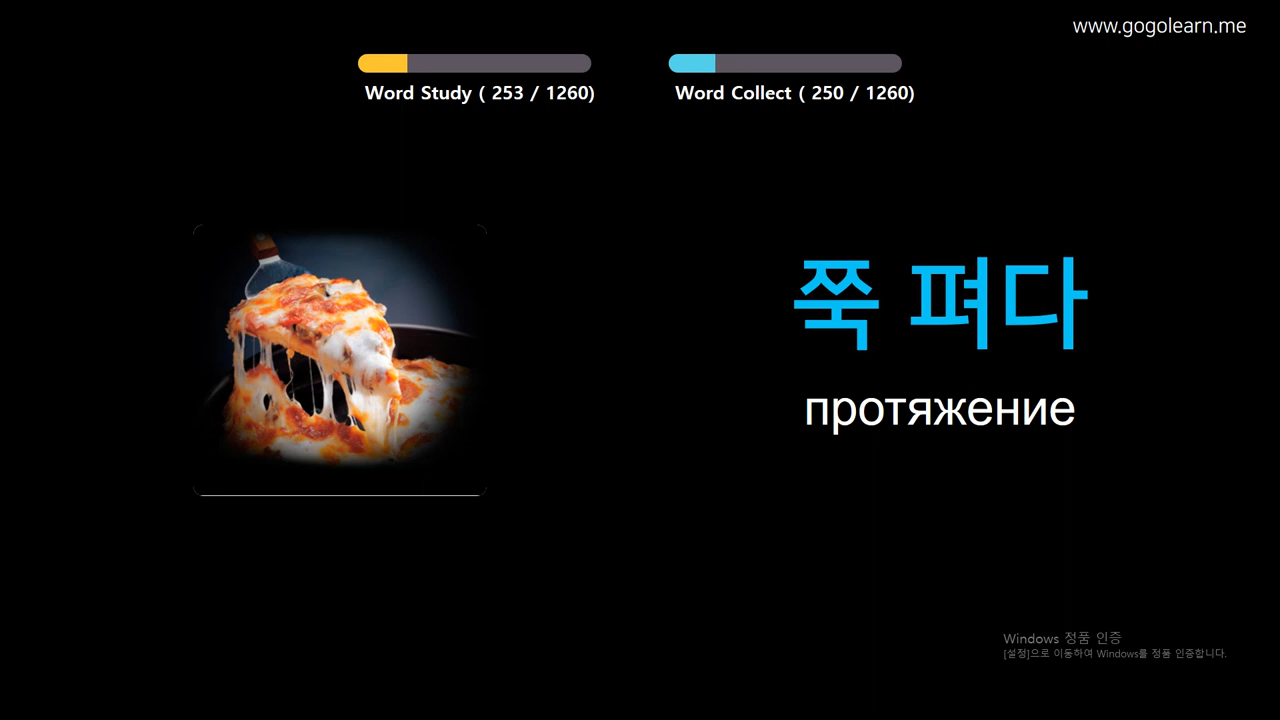 www.gogolearn.me
Word Study ( 253 / 1260)
Word Collect ( 250 / 1260)
쭉 펴다
протяжение
Windows 정품 인증
[설정]으로 이동하여 Windows를 정품 인증합니다.